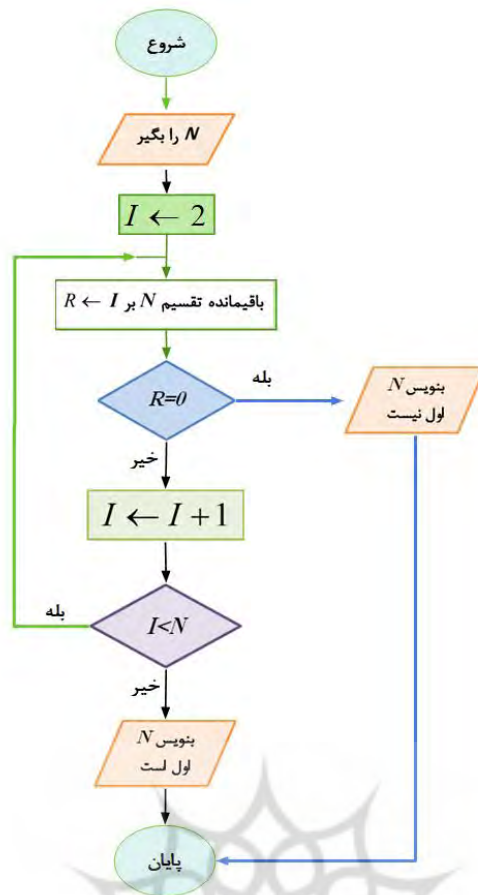 شروع
N را بگیر
I ← 2
باقیمانده تقسیم N بر R ← I
R=0
بله
بنویس N
اول نیست
خیر
I ← I + 1
I<N
بله
خیر
بنویس N
اول است
پایان